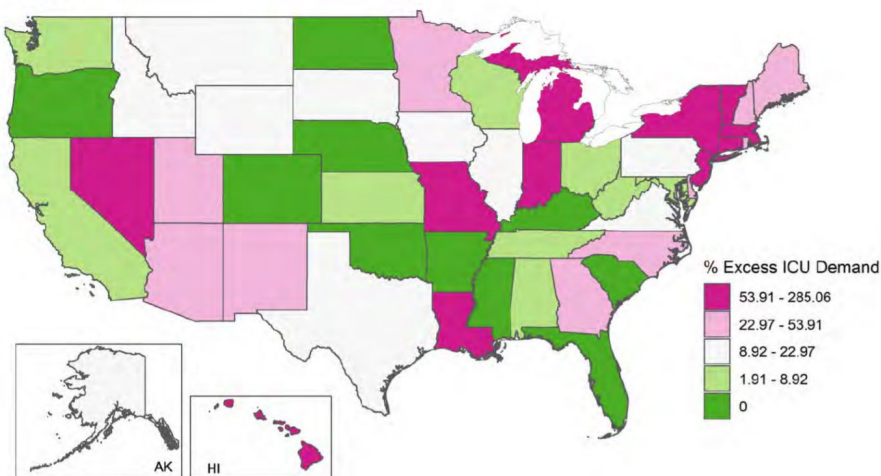 % Excess ICU Demand
53.91 - 285.06
22.97 - 53.91
8.92 - 22.97
1.91 - 8.92
0
AK
HI